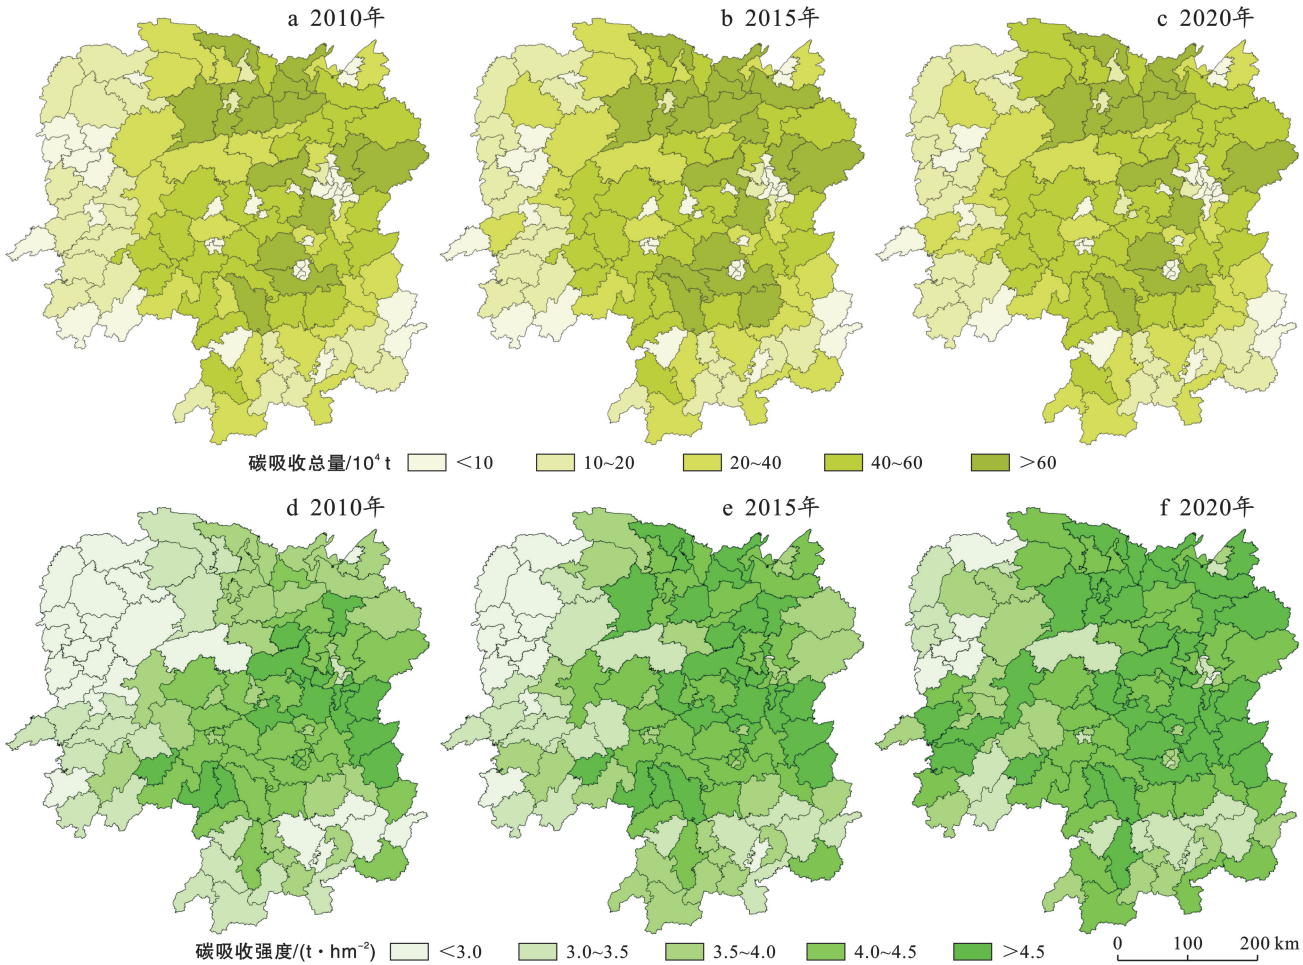 a 2010年
b 2015年
c 2020年
碳吸收总量/10⁴ t <10 10~20 20~40 40~60 >60
d 2010年
e 2015年
f 2020年
碳吸收强度/(t·hm⁻²) <3.0 3.0~3.5 3.5~4.0 4.0~4.5 >4.5
0 100 200 km